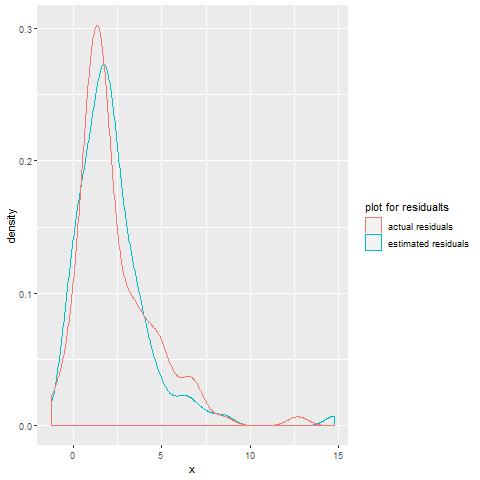 0.3
0.2
0.1
0.0
density
0
5
10
15
x
plot for residualts
actual residuals
estimated residuals